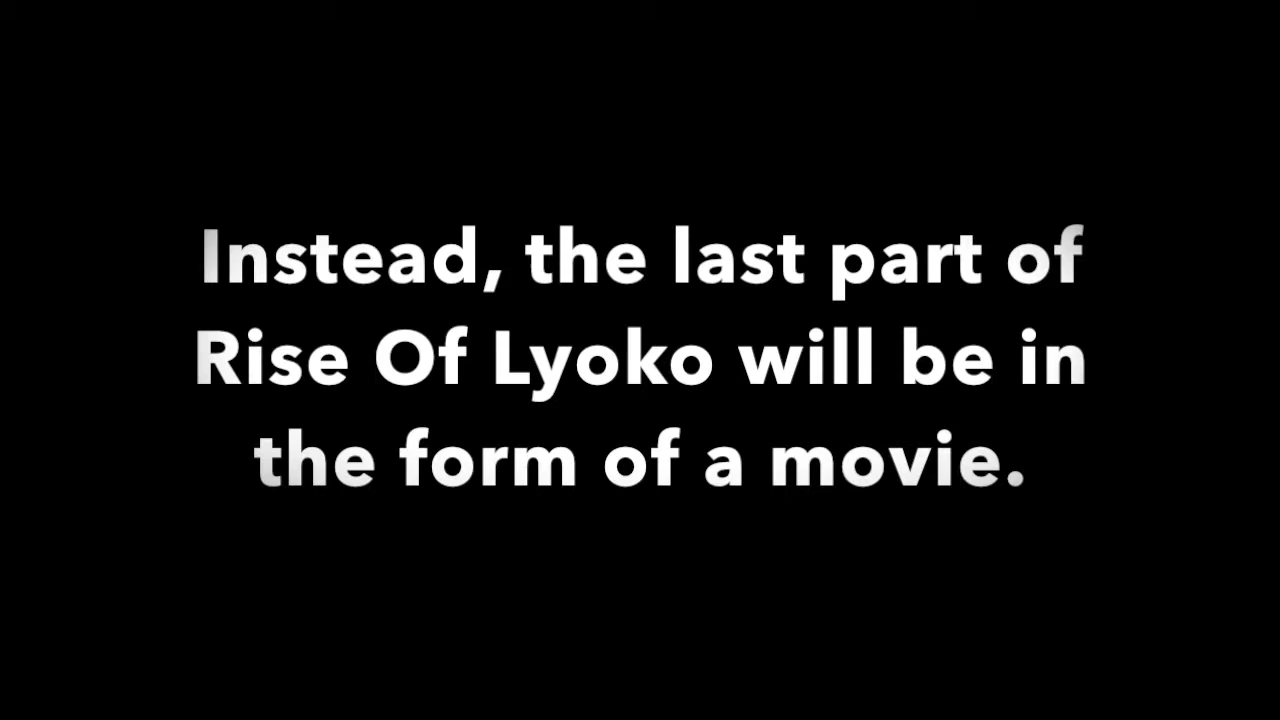 Instead, the last part of
Rise Of Lyoko will be in
the form of a movie.